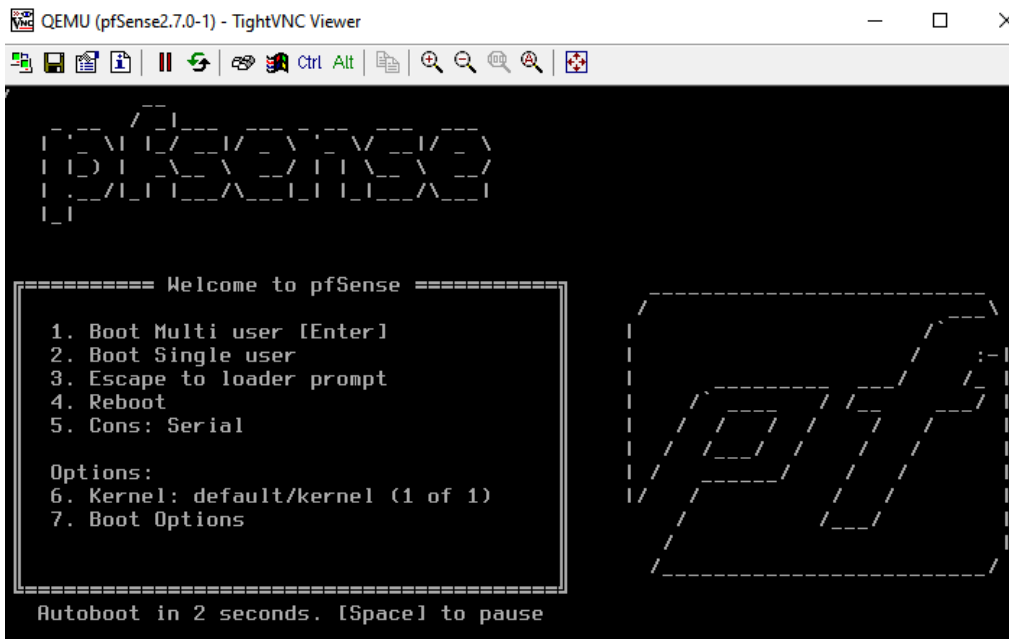 QEMU (pfSense2.7.0-1) - TightVNC Viewer
Ctrl Alt
pfsense
Welcome to pfSense
1. Boot Multi user [Enter]
2. Boot Single user
3. Escape to loader prompt
4. Reboot
5. Cons: Serial
Options:
6. Kernel: default/kernel (1 of 1)
7. Boot Options
pf
Autoboot in 2 seconds. [Space] to pause